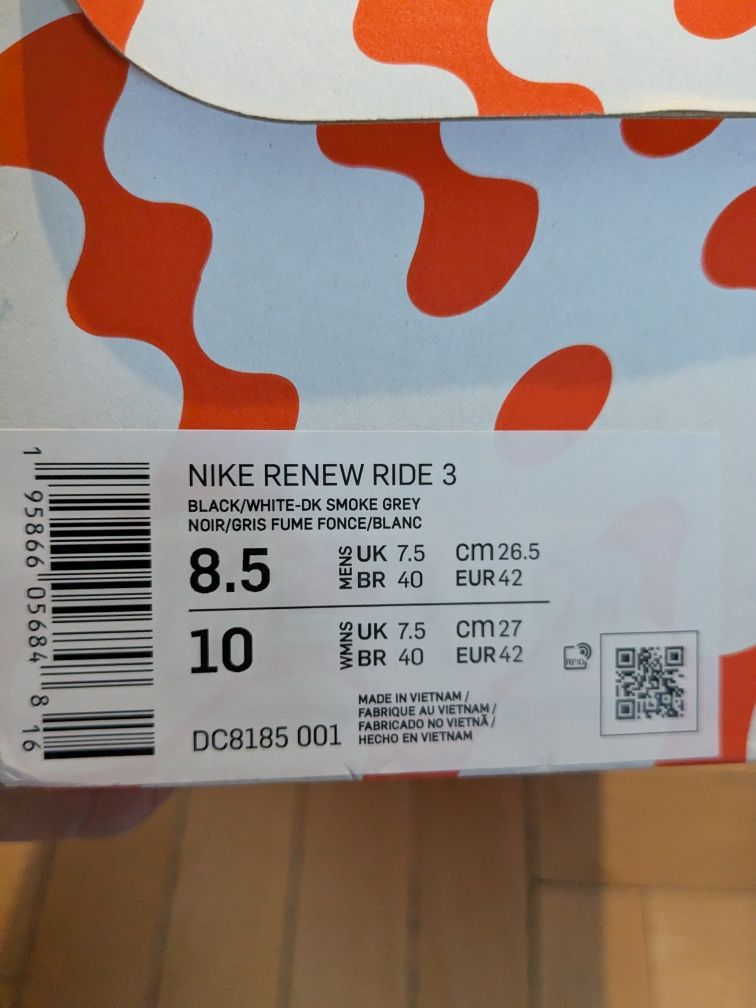 NIKE RENEW RIDE 3
BLACK/WHITE-DK SMOKE GREY
NOIR/GRIS FUME FONCE/BLANC
8.5
MENS
UK 7.5 cm 26.5
BR 40 EUR 42
10
WMNS
UK 7.5 cm 27
BR 40 EUR 42
RFID
DC8185 001
MADE IN VIETNAM /
FABRIQUE AU VIETNAM /
FABRICADO NO VIETNÃ /
HECHO EN VIETNAM
1 95866 05684 8 16